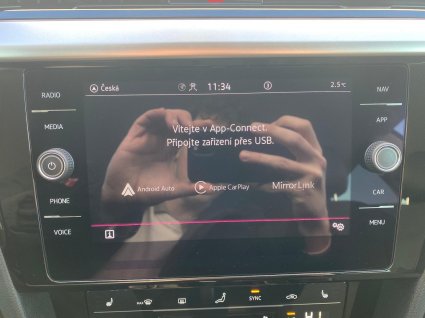 RADIO
MEDIA
PHONE
VOICE
Česká
11:34
2.5°C
Vítejte v App-Connect.
Připojte zařízení přes USB.
Android Auto
Apple CarPlay
MirrorLink
NAV
APP
CAR
MENU
SYNC